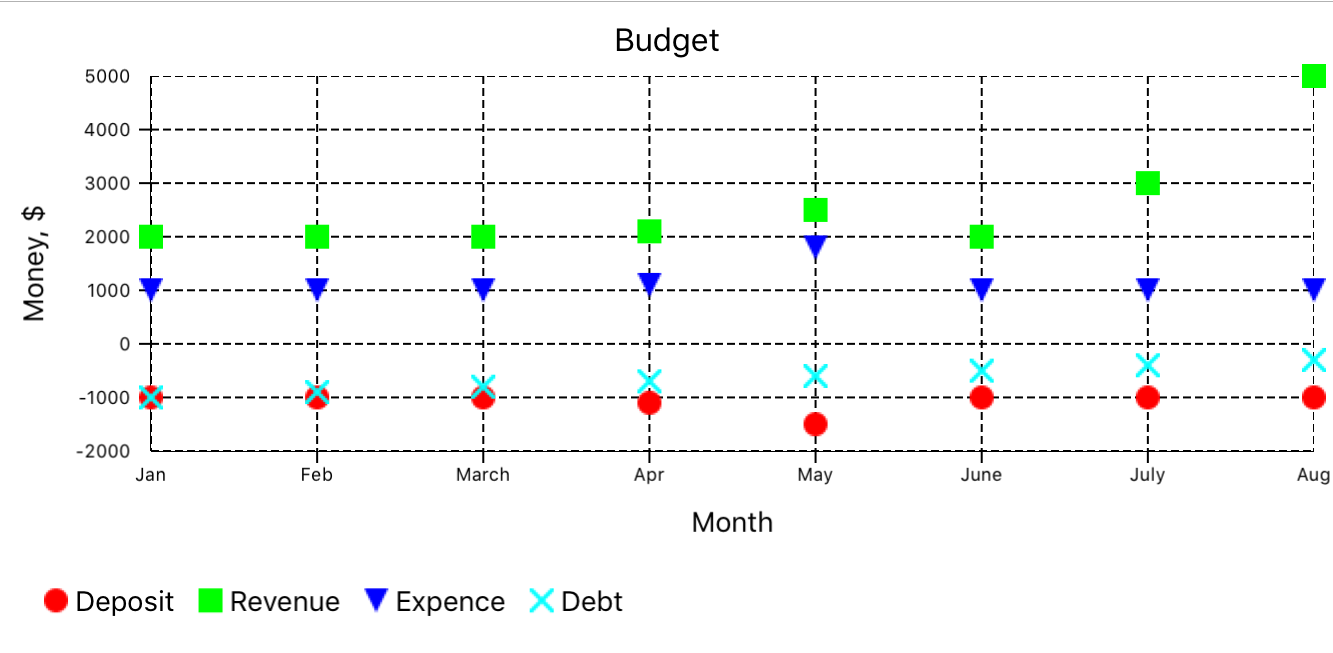 Budget
5000
4000
3000
2000
1000
0
-1000
-2000
Money, $
Jan Feb March Apr May June July Aug
Month
Deposit Revenue Expence Debt